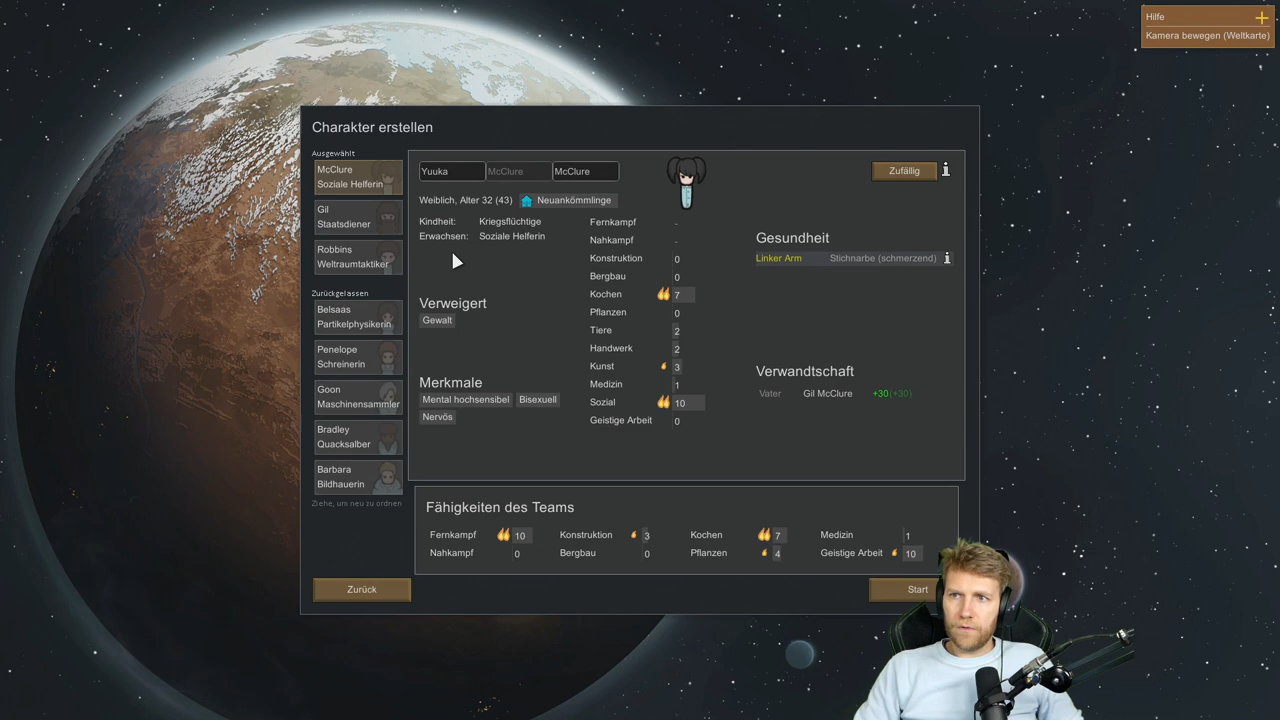 Hilfe
Kamera bewegen (Weltkarte)
Charakter erstellen
Ausgewählt
McClure
Soziale Helferin
Gil
Staatsdiener
Robbins
Weltraumtaktiker
Zurückgelassen
Belsaas
Partikelphysikerin
Penelope
Schreinerin
Goon
Maschinensammler
Bradley
Quacksalber
Barbara
Bildhauerin
Ziehe, um neu zu ordnen
Yuuka McClure McClure
Zufällig
Weiblich, Alter 32 (43) Neuankömmlinge
Kindheit: Kriegsflüchtige
Erwachsen: Soziale Helferin
Verweigert
Gewalt
Merkmale
Mental hochsensibel Bisexuell
Nervös
Fernkampf -
Nahkampf -
Konstruktion 0
Bergbau 0
Kochen 7
Pflanzen 0
Tiere 2
Handwerk 2
Kunst 3
Medizin 1
Sozial 10
Geistige Arbeit 0
Gesundheit
Linker Arm Stichnarbe (schmerzend)
Verwandtschaft
Vater Gil McClure +30(+30)
Fähigkeiten des Teams
Fernkampf 10 Konstruktion 3 Kochen 7 Medizin 1
Nahkampf 0 Bergbau 0 Pflanzen 4 Geistige Arbeit 10
Zurück
Start